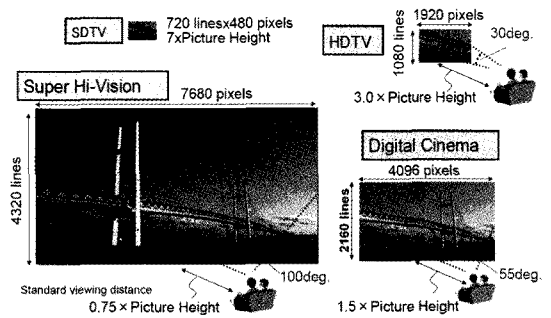 SDTV
720 linesx480 pixels
7xPicture Height
HDTV
1920 pixels
1080 lines
30deg.
3.0 × Picture Height
Super Hi-Vision
7680 pixels
4320 lines
100deg.
Standard viewing distance
0.75 × Picture Height
Digital Cinema
4096 pixels
2160 lines
55deg.
1.5 × Picture Height